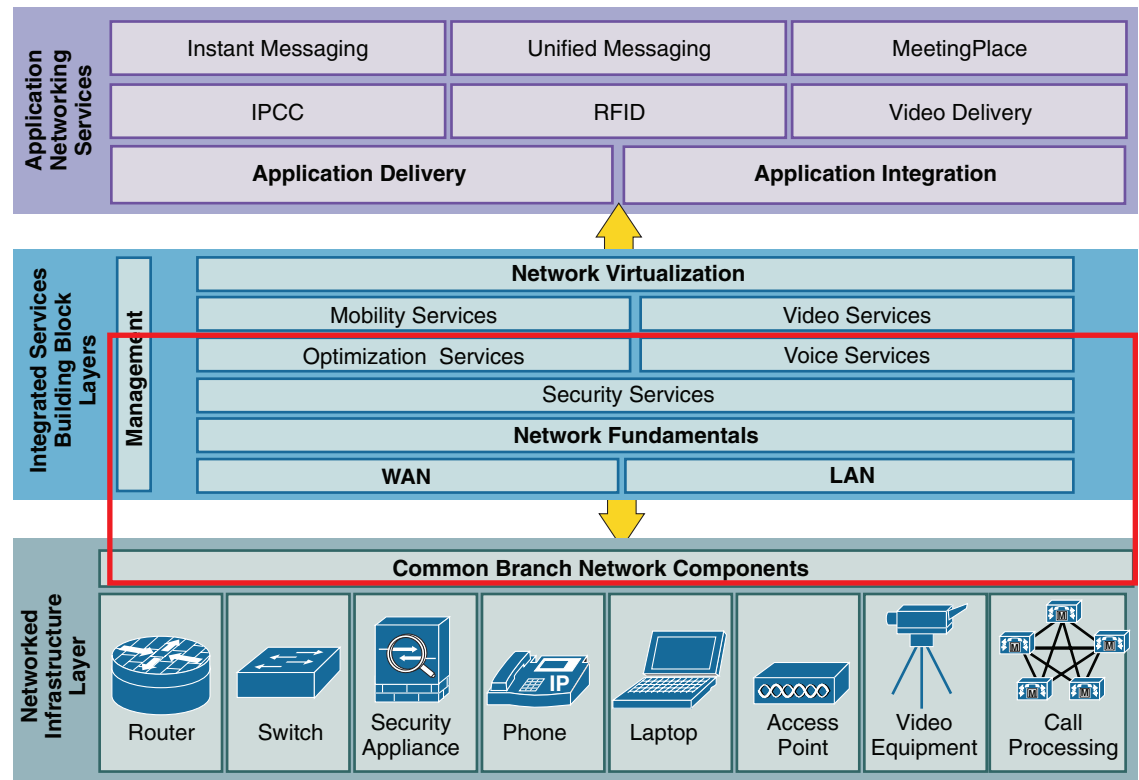 Application
Networking
Services
Instant Messaging
Unified Messaging
MeetingPlace
IPCC
RFID
Video Delivery
Application Delivery
Application Integration
Integrated Services
Building Block
Layers
Management
Network Virtualization
Mobility Services
Video Services
Optimization Services
Voice Services
Security Services
Network Fundamentals
WAN
LAN
Networked
Infrastructure
Layer
Common Branch Network Components
IP
M
M
M
M
M
Router
Switch
Security
Appliance
Phone
Laptop
Access
Point
Video
Equipment
Call
Processing